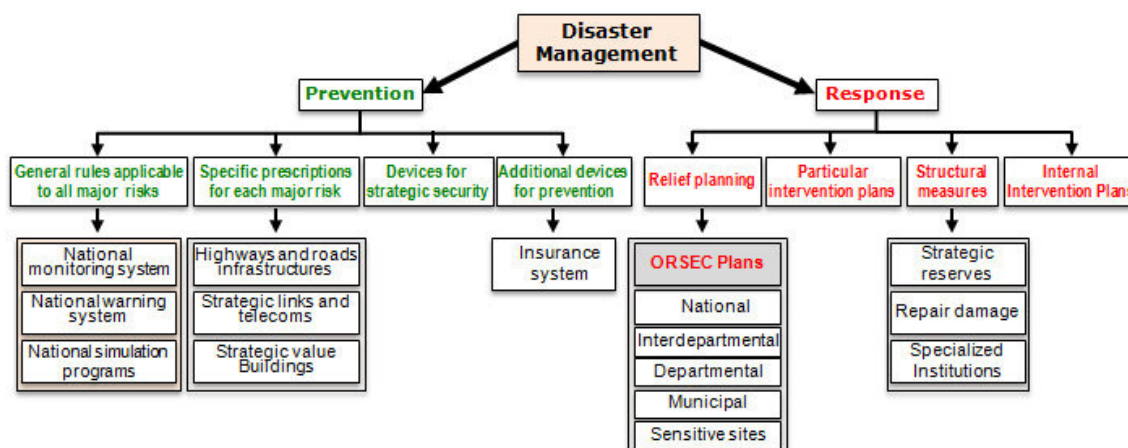 Disaster
Management
Prevention
Response
General rules applicable
to all major risks
Specific prescriptions
for each major risk
Devices for
strategic security
Additional devices
for prevention
Relief planning
Particular
intervention plans
Structural
measures
Internal
Intervention Plans
National
monitoring system
National warning
system
National simulation
programs
Highways and roads
infrastructures
Strategic links and
telecoms
Strategic value
Buildings
Insurance
system
ORSEC Plans
National
Interdepartmental
Departmental
Municipal
Sensitive sites
Strategic
reserves
Repair damage
Specialized
Institutions